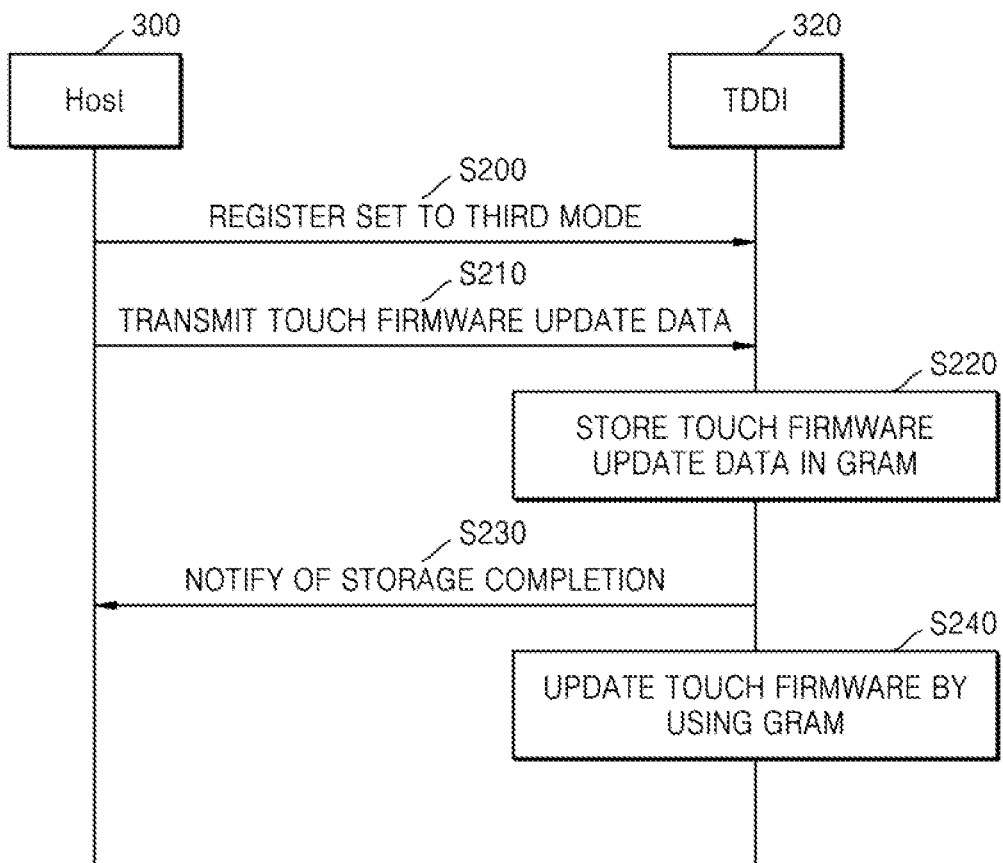 300
320
Host
TDDI
S200
REGISTER SET TO THIRD MODE
S210
TRANSMIT TOUCH FIRMWARE UPDATE DATA
S220
STORE TOUCH FIRMWARE
UPDATE DATA IN GRAM
S230
NOTIFY OF STORAGE COMPLETION
S240
UPDATE TOUCH FIRMWARE BY
USING GRAM